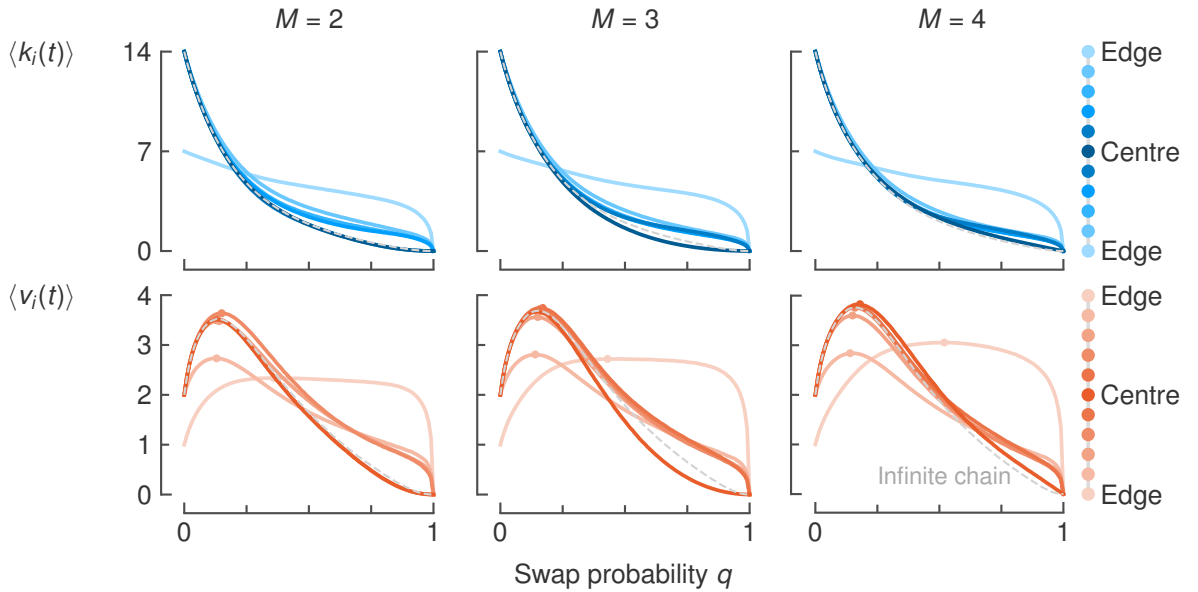 M = 2 M = 3 M = 4
⟨kᵢ(t)⟩ 14 Edge
7 Centre
0 Edge
⟨vᵢ(t)⟩ 4 Edge
3
2 Centre
1
Infinite chain
0 Edge
0 1 0 1 0 1
Swap probability q